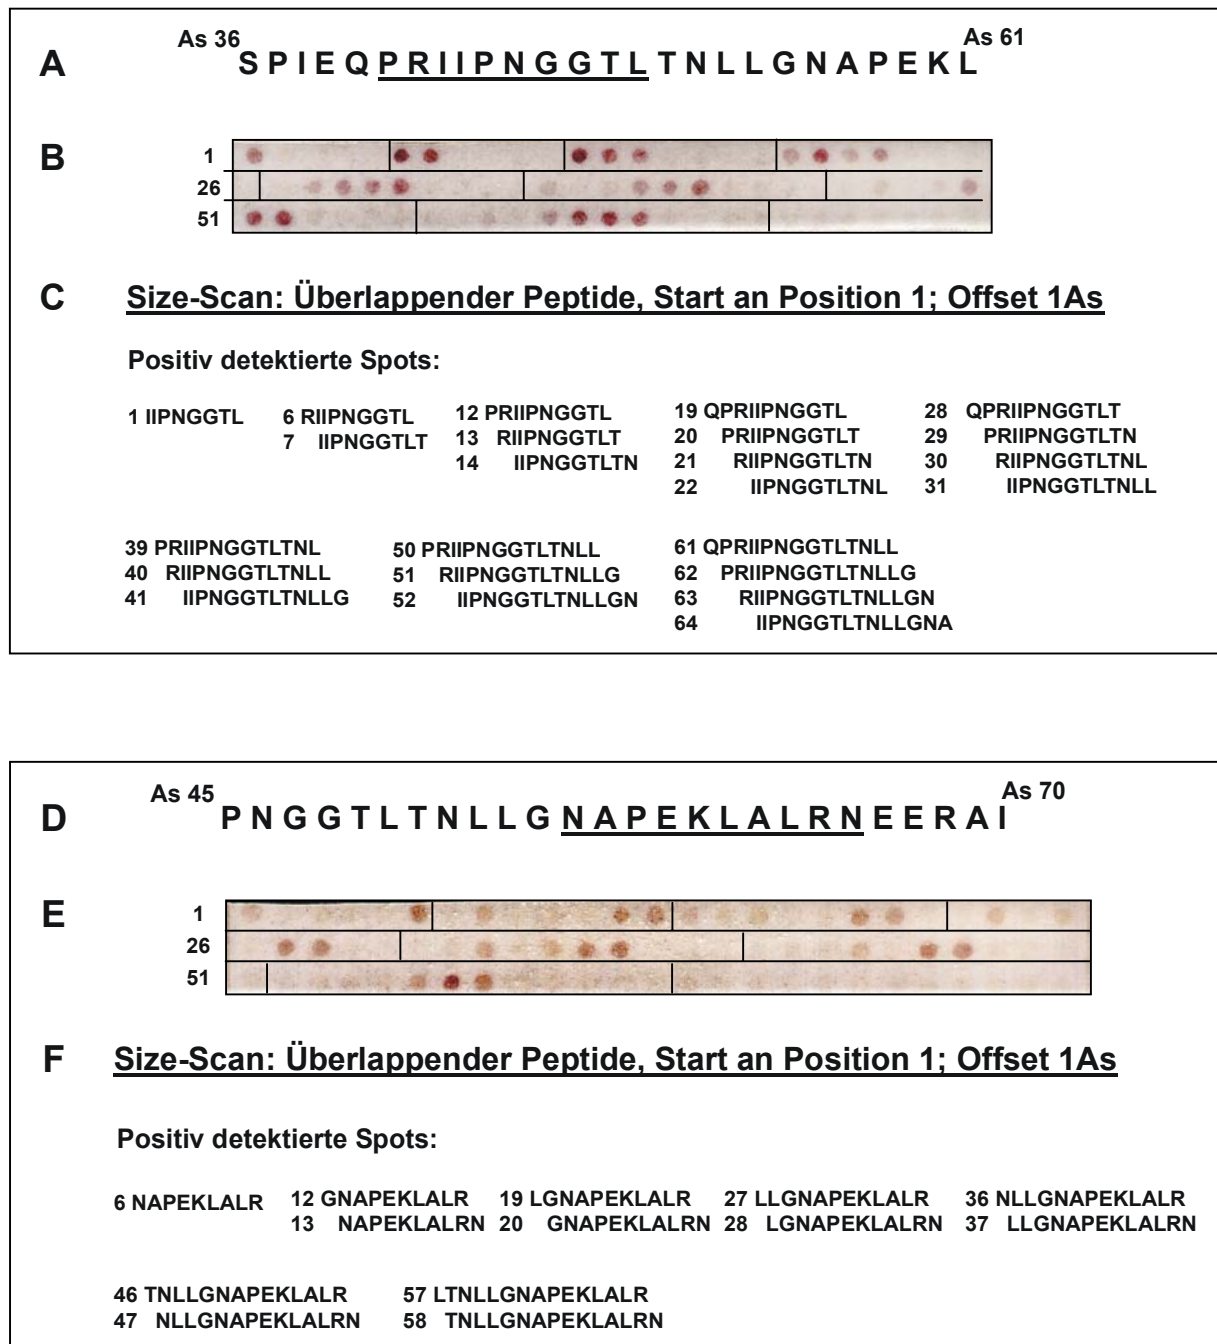 As 36 As 61
A S P I E Q P R I I P N G G T L T N L L G N A P E K L
B 1
26
51
C Size-Scan: Überlappender Peptide, Start an Position 1; Offset 1As
Positiv detektierte Spots:
1 IIPNGGTL 6 RIIPNGGTL 12 PRIIPNGGTL 19 QPRIIPNGGTL 28 QPRIIPNGGTLT
7 IIPNGGTLT 13 RIIPNGGTLT 20 PRIIPNGGTLT 29 PRIIPNGGTLTN
14 IIPNGGTLTN 21 RIIPNGGTLTN 30 RIIPNGGTLTNL
22 IIPNGGTLTNL 31 IIPNGGTLTNLL
39 PRIIPNGGTLTNL 50 PRIIPNGGTLTNLL 61 QPRIIPNGGTLTNLL
40 RIIPNGGTLTNLL 51 RIIPNGGTLTNLLG 62 PRIIPNGGTLTNLLG
41 IIPNGGTLTNLLG 52 IIPNGGTLTNLLGN 63 RIIPNGGTLTNLLGN
64 IIPNGGTLTNLLGNA
As 45 As 70
D P N G G T L T N L L G N A P E K L A L R N E E R A I
E 1
26
51
F Size-Scan: Überlappender Peptide, Start an Position 1; Offset 1As
Positiv detektierte Spots:
6 NAPEKLALR 12 GNAPEKLALR 19 LGNAPEKLALR 27 LLGNAPEKLALR 36 NLLGNAPEKLALR
13 NAPEKLALRN 20 GNAPEKLALRN 28 LGNAPEKLALRN 37 LLGNAPEKLALRN
46 TNLLGNAPEKLALR 57 LTNLLGNAPEKLALR
47 NLLGNAPEKLALRN 58 TNLLGNAPEKLALRN